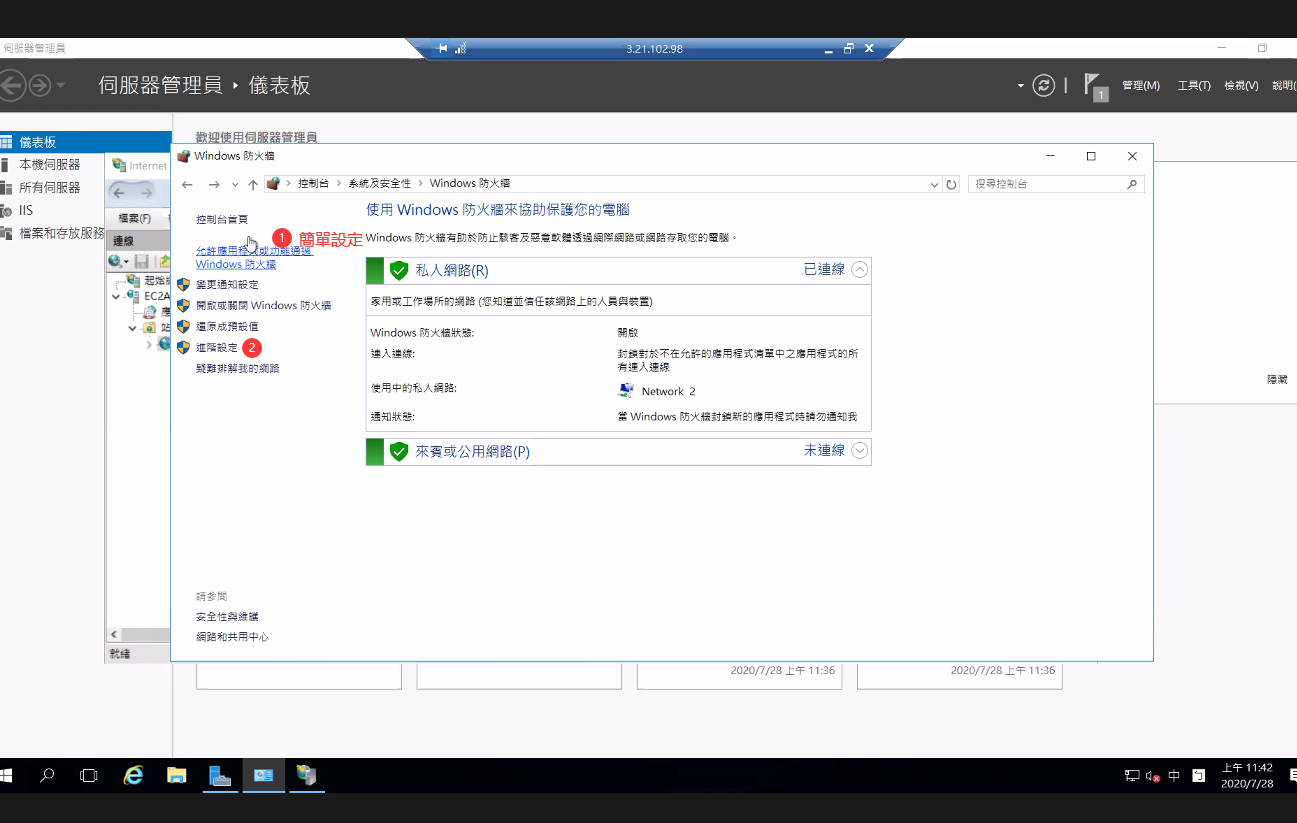 伺服器管理員
3.21.102.98
伺服器管理員 ‣ 儀表板
1
管理(M) 工具(T) 檢視(V) 說明(
儀表板
本機伺服器
所有伺服器
IIS
檔案和存放服務
歡迎使用伺服器管理員
Internet
檔案(F)
連線
起始
EC2A
就緒
Windows 防火牆
控制台 > 系統及安全性 > Windows 防火牆
搜尋控制台
控制台首頁
允許應用程式或功能通過
Windows 防火牆
1 簡單設定
變更通知設定
開啟或關閉 Windows 防火牆
還原成預設值
進階設定 2
疑難排解我的網路
請參閱
安全性與維護
網路和共用中心
使用 Windows 防火牆來協助保護您的電腦
Windows 防火牆有助於防止駭客及惡意軟體透過網際網路或網路存取您的電腦。
私人網路(R) 已連線
家用或工作場所的網路 (您知道並信任該網路上的人員與裝置)
Windows 防火牆狀態: 開啟
連入連線: 封鎖對於不在允許的應用程式清單中之應用程式的所
有連入連線
使用中的私人網路: Network 2
通知狀態: 當 Windows 防火牆封鎖新的應用程式時請勿通知我
來賓或公用網路(P) 未連線
隱藏
2020/7/28 上午 11:36
2020/7/28 上午 11:36
中
上午 11:42
2020/7/28